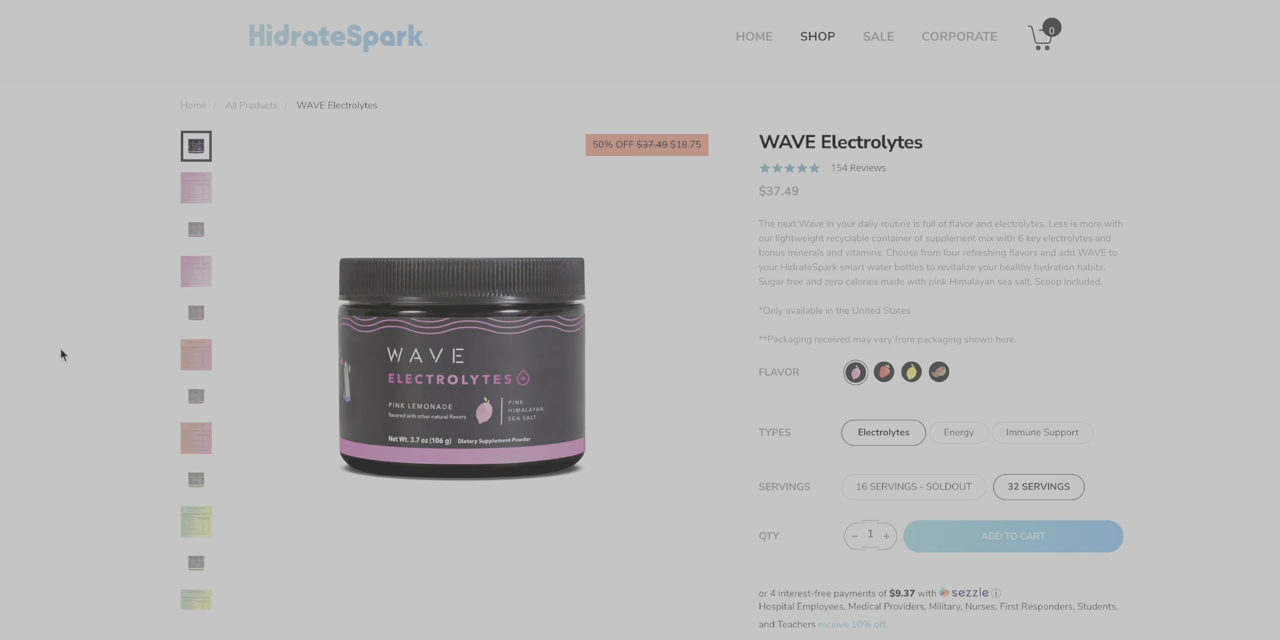 HidrateSpark
HOME SHOP SALE CORPORATE 0
Home / All Products / WAVE Electrolytes
50% OFF $37.49 $18.75
WAVE
ELECTROLYTES
PINK LEMONADE
flavored with other natural flavors
PINK
HIMALAYAN
SEA SALT
Net Wt. 3.7 oz (106 g) Dietary Supplement Powder
WAVE Electrolytes
154 Reviews
$37.49
The next Wave in your daily routine is full of flavor and electrolytes. Less is more with
our lightweight recyclable container of supplement mix with 6 key electrolytes and
bonus minerals and vitamins. Choose from four refreshing flavors and add WAVE to
your HidrateSpark smart water bottles to revitalize your healthy hydration habits.
Sugar free and zero calories made with pink Himalayan sea salt. Scoop included.
*Only available in the United States
**Packaging received may vary from packaging shown here.
FLAVOR
TYPES Electrolytes Energy Immune Support
SERVINGS 16 SERVINGS - SOLDOUT 32 SERVINGS
QTY − 1 + ADD TO CART
or 4 interest-free payments of $9.37 with sezzle ⓘ
Hospital Employees, Medical Providers, Military, Nurses, First Responders, Students,
and Teachers receive 10% off.